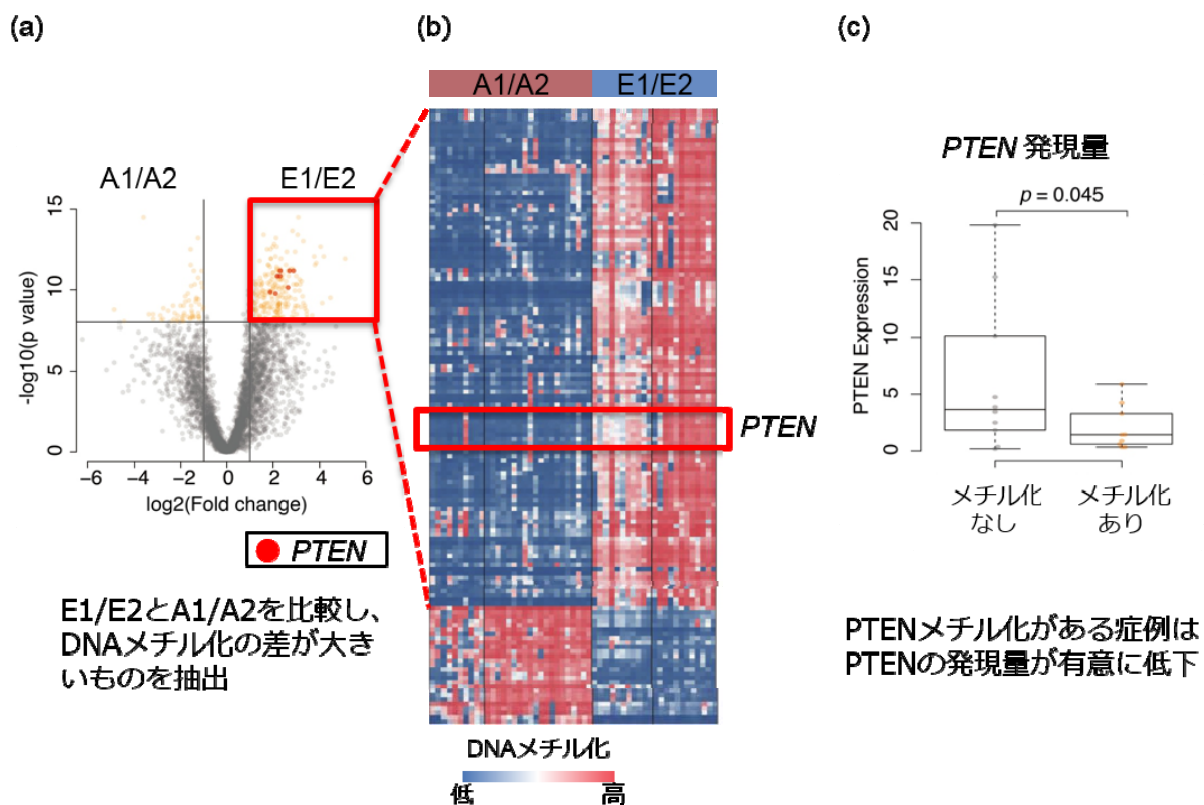 (a)
A1/A2
E1/E2
-log10(p value)
15
10
5
0
−6
−4
−2
0
2
4
6
log2(Fold change)
PTEN
E1/E2とA1/A2を比較し、
DNAメチル化の差が大き
いものを抽出
(b)
A1/A2
E1/E2
PTEN
DNAメチル化
低
高
(c)
PTEN 発現量
p = 0.045
PTEN Expression
20
15
10
5
0
メチル化
なし
メチル化
あり
PTENメチル化がある症例は
PTENの発現量が有意に低下